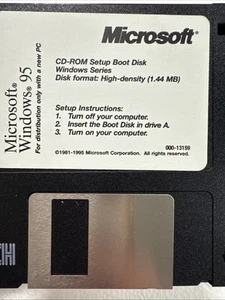 Microsoft®
CD-ROM Setup Boot Disk
Windows Series
Disk format: High-density (1.44 MB)
Setup Instructions:
1. Turn off your computer.
2. Insert the Boot Disk in drive A.
3. Turn on your computer.
©1981-1995 Microsoft Corporation. All rights reserved.
000-13159
Microsoft®
Windows® 95
For distribution only with a new PC